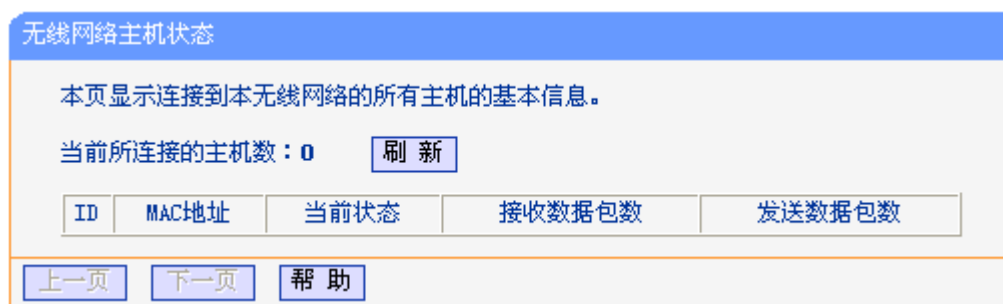 无线网络主机状态
本页显示连接到本无线网络的所有主机的基本信息。
当前所连接的主机数：0 刷 新
ID MAC地址 当前状态 接收数据包数 发送数据包数
上一页 下一页 帮 助